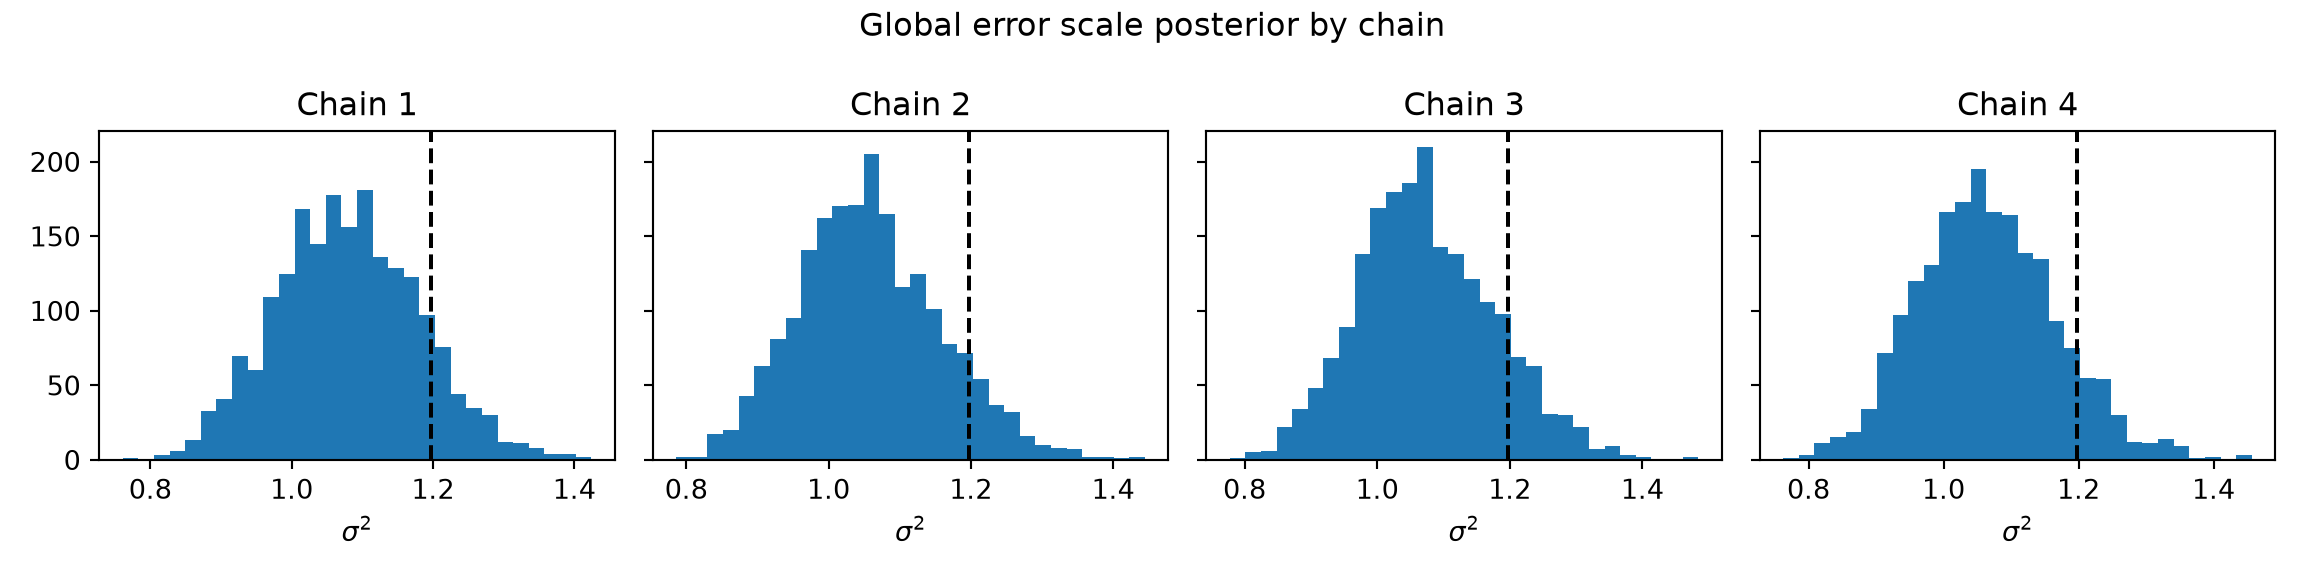 Global error scale posterior by chain
Chain 1 Chain 2 Chain 3 Chain 4
200
150
100
50
0
0.8 1.0 1.2 1.4 0.8 1.0 1.2 1.4 0.8 1.0 1.2 1.4 0.8 1.0 1.2 1.4
σ² σ² σ² σ²